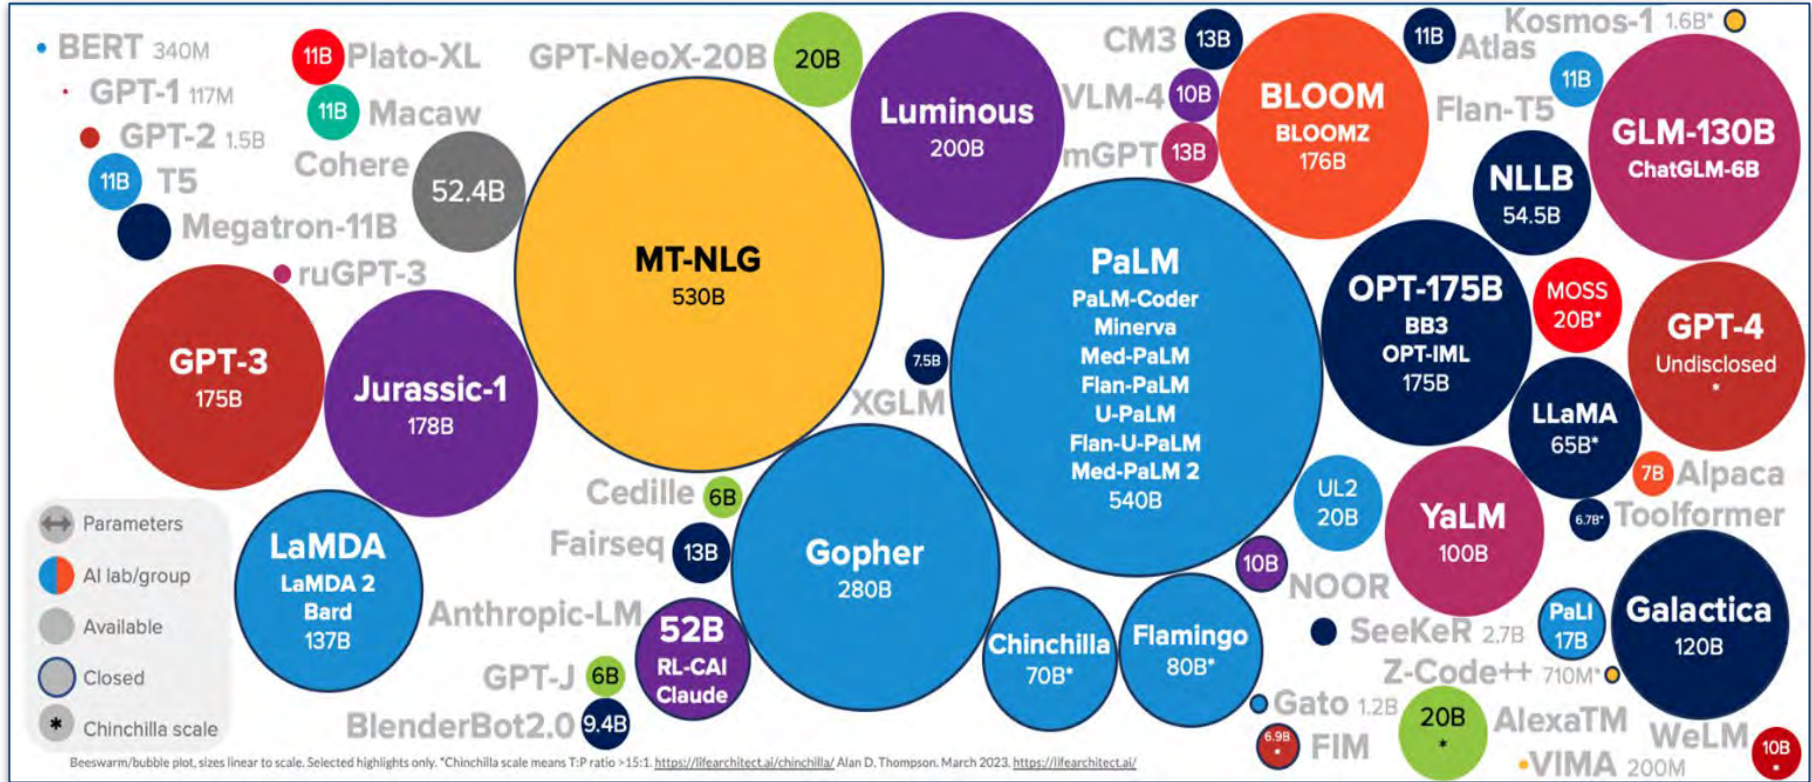 BERT 340M
GPT-1 117M
GPT-2 1.5B
11B T5
Megatron-11B
ruGPT-3
11B Plato-XL
11B Macaw
Cohere
52.4B
GPT-NeoX-20B
20B
MT-NLG
530B
Luminous
200B
CM3 13B
VLM-4 10B
mGPT 13B
BLOOM
BLOOMZ
176B
11B Atlas
Kosmos-1 1.6B*
11B
Flan-T5
GLM-130B
ChatGLM-6B
NLLB
54.5B
GPT-3
175B
Jurassic-1
178B
7.5B
XGLM
PaLM
PaLM-Coder
Minerva
Med-PaLM
Flan-PaLM
U-PaLM
Flan-U-PaLM
Med-PaLM 2
540B
OPT-175B
BB3
OPT-IML
175B
MOSS
20B*
GPT-4
Undisclosed
*
LLaMA
65B*
7B Alpaca
6.7B* Toolformer
UL2
20B
YaLM
100B
LaMDA
LaMDA 2
Bard
137B
Cedille 6B
Fairseq 13B
Anthropic-LM
52B
RL-CAI
Claude
GPT-J 6B
BlenderBot2.0 9.4B
Gopher
280B
Chinchilla
70B*
Flamingo
80B*
10B
NOOR
SeeKeR 2.7B
PaLI
17B
Galactica
120B
Z-Code++ 710M*
Gato 1.2B
6.9B
*
FIM
20B
*
AlexaTM
VIMA 200M
WeLM
10B
*
Parameters
AI lab/group
Available
Closed
* Chinchilla scale
Beeswarm/bubble plot, sizes linear to scale. Selected highlights only. *Chinchilla scale means T:P ratio >15:1. https://lifearchitect.ai/chinchilla/ Alan D. Thompson. March 2023. https://lifearchitect.ai/